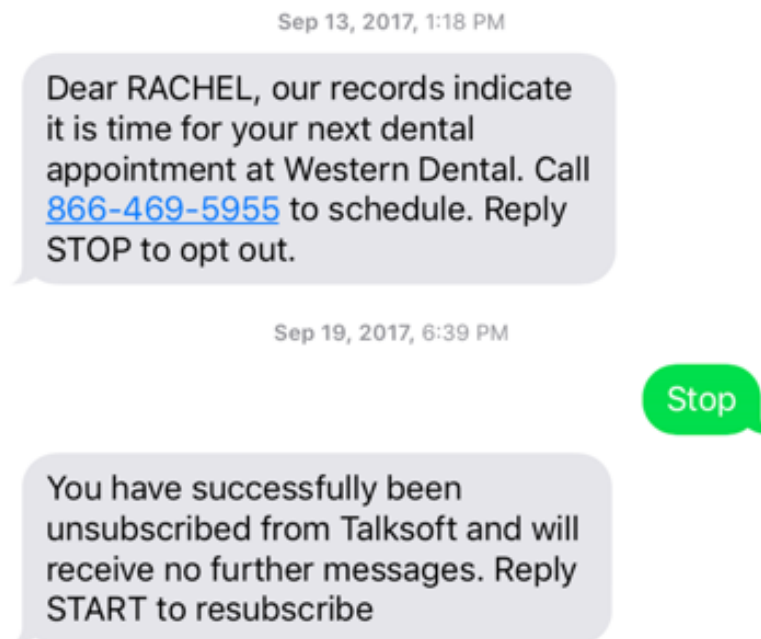 Sep 13, 2017, 1:18 PM
Dear RACHEL, our records indicate
it is time for your next dental
appointment at Western Dental. Call
866-469-5955 to schedule. Reply
STOP to opt out.
Sep 19, 2017, 6:39 PM
Stop
You have successfully been
unsubscribed from Talksoft and will
receive no further messages. Reply
START to resubscribe